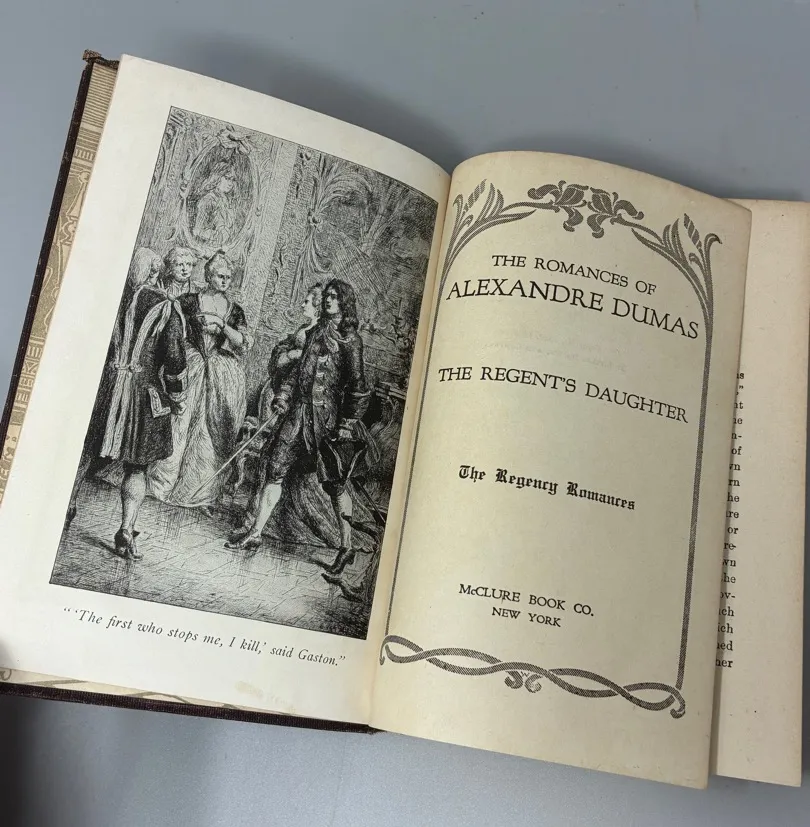 “ ‘The first who stops me, I kill,’ said Gaston.”
THE ROMANCES OF
ALEXANDRE DUMAS
THE REGENT'S DAUGHTER
The Regency Romances
McCLURE BOOK CO.
NEW YORK